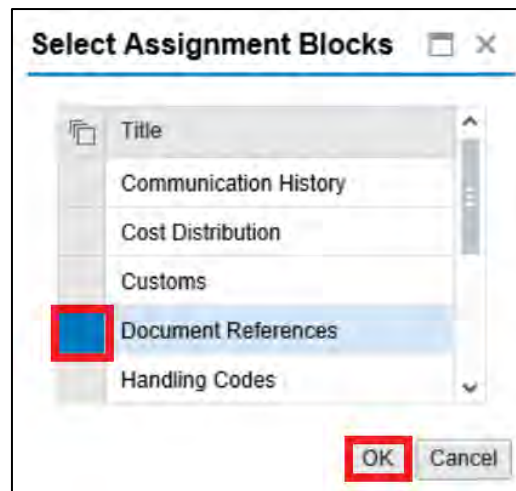 Select Assignment Blocks
Title
Communication History
Cost Distribution
Customs
Document References
Handling Codes
OK Cancel